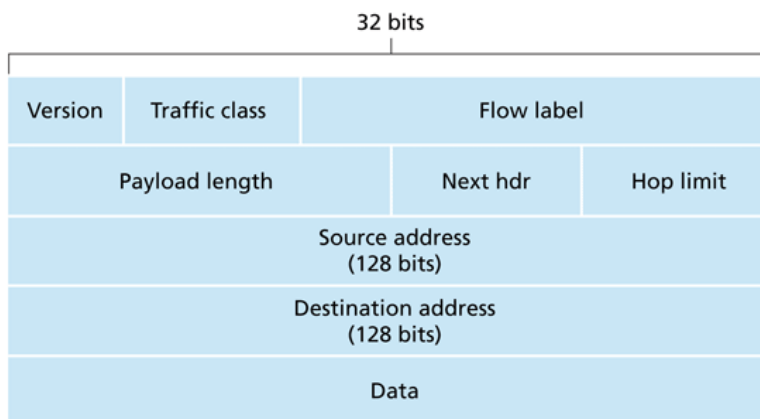 32 bits
Version Traffic class Flow label
Payload length Next hdr Hop limit
Source address
(128 bits)
Destination address
(128 bits)
Data